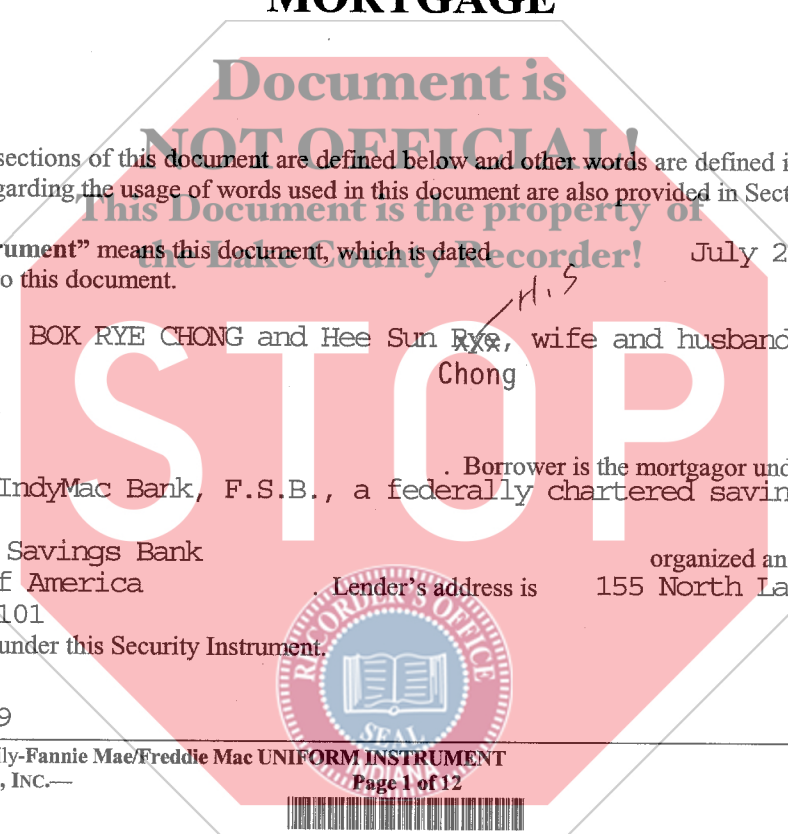 MORTGAGE
Document is
NOT OFFICIAL!
sections of this document are defined below and other words are defined i
garding the usage of words used in this document are also provided in Sect
This Document is the property of
rument” means this document, which is dated July 2
the Lake County Recorder!
o this document.
H.S
BOK RYE CHONG and Hee Sun Rye, wife and husband
Chong
STOP
. Borrower is the mortgagor und
IndyMac Bank, F.S.B., a federally chartered savin
Savings Bank organized an
f America . Lender's address is 155 North La
101
under this Security Instrument.
RECORDER'S OFFICE
SEAL
INDIANA
9
ly-Fannie Mae/Freddie Mac UNIFORM INSTRUMENT
, INC.— Page 1 of 12